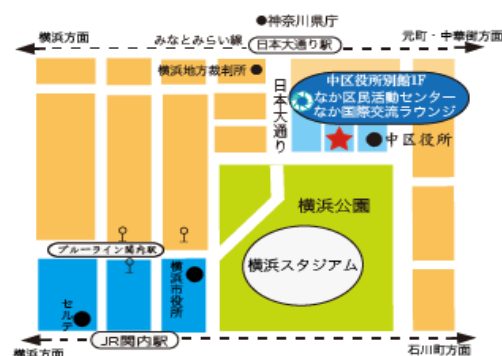 ●神奈川県庁
横浜方面
みなとみらい線
日本大通り駅
元町・中華街方面
横浜地方裁判所
日本大通り
中区役所別館1F
なか区民活動センター
なか国際交流ラウンジ
中区役所
横浜公園
横浜スタジアム
ブルーライン関内駅
横浜市役所
セルテ
JR関内駅
横浜方面
石川町方面